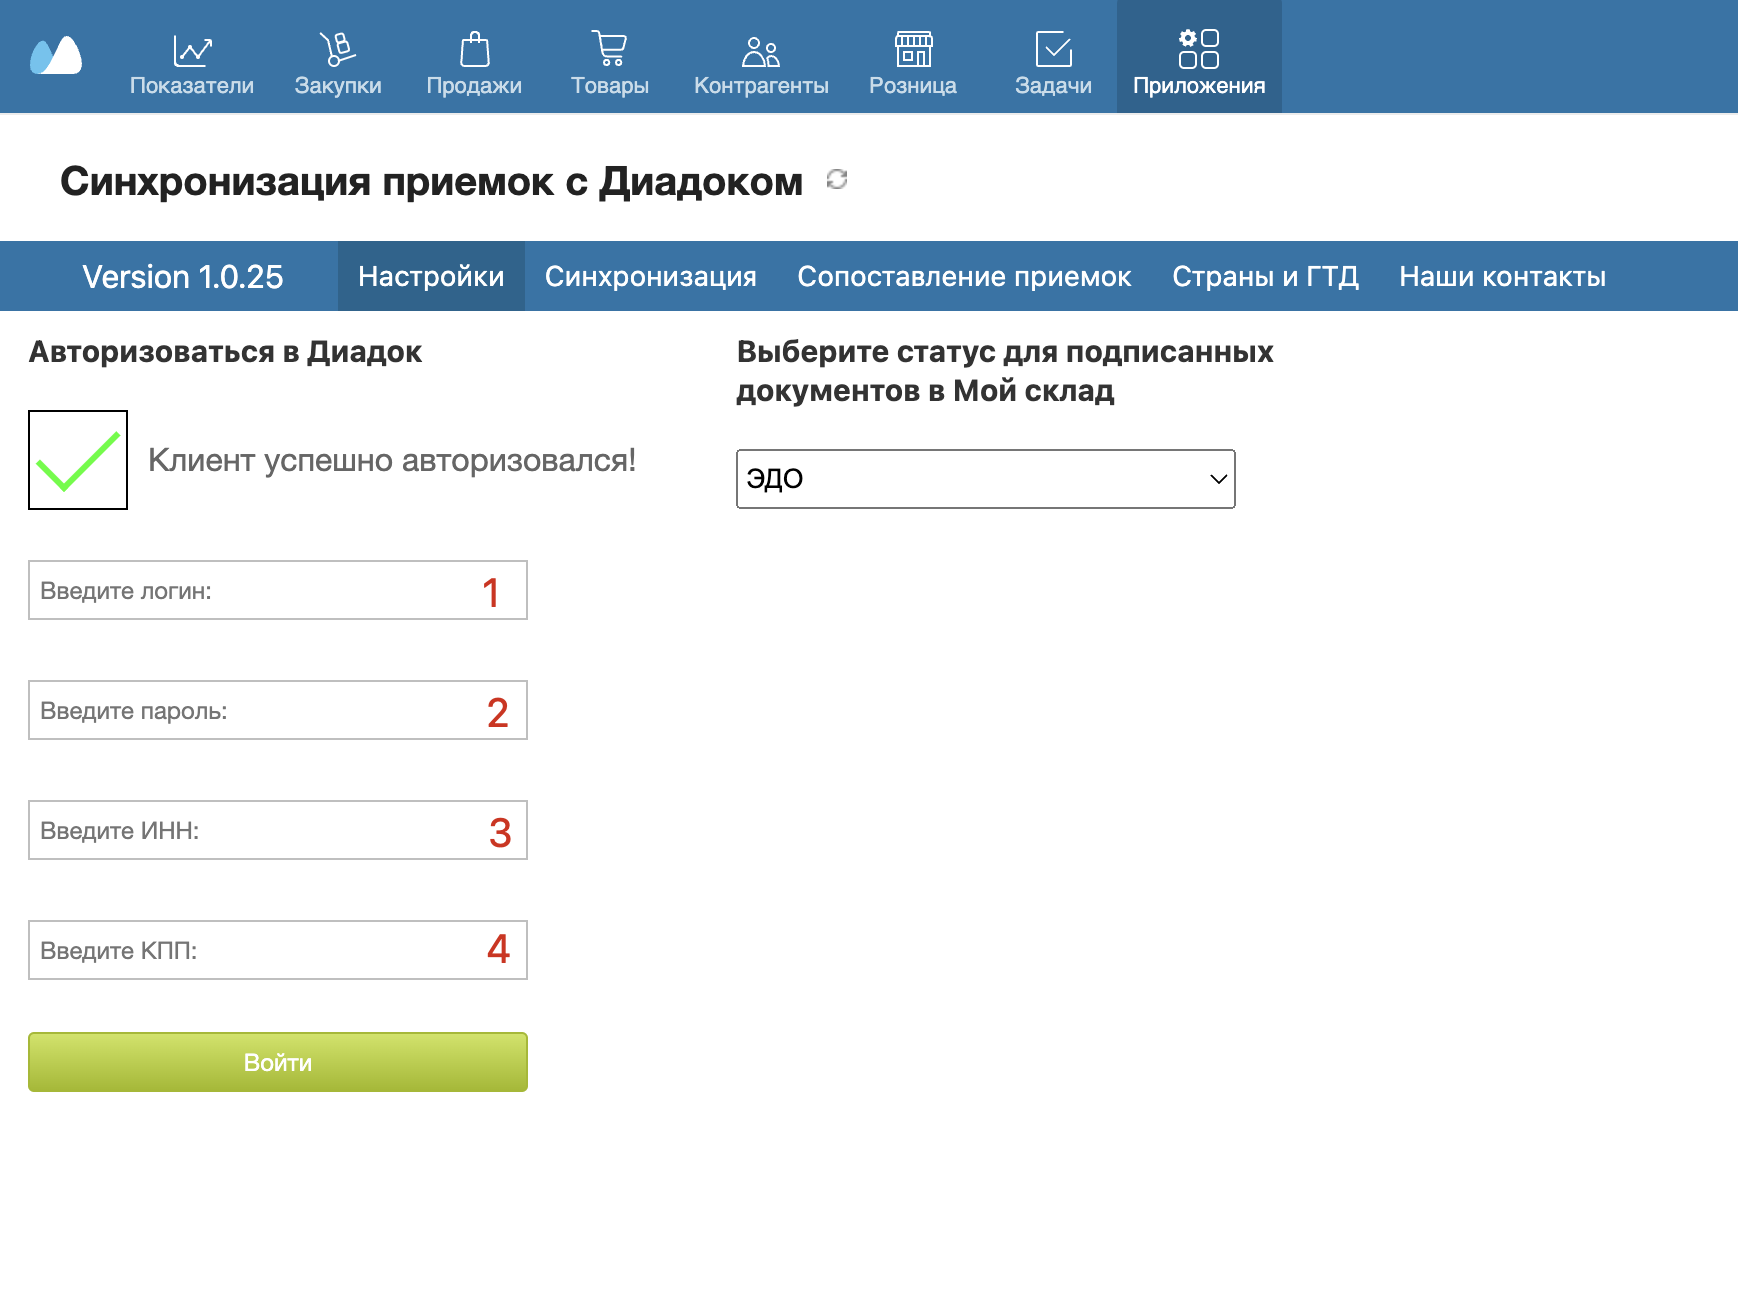 Показатели Закупки Продажи Товары Контрагенты Розница Задачи Приложения
Синхронизация приемок с Диадоком
Version 1.0.25 Настройки Синхронизация Сопоставление приемок Страны и ГТД Наши контакты
Авторизоваться в Диадок
Клиент успешно авторизовался!
Введите логин: 1
Введите пароль: 2
Введите ИНН: 3
Введите КПП: 4
Войти
Выберите статус для подписанных
документов в Мой склад
ЭДО